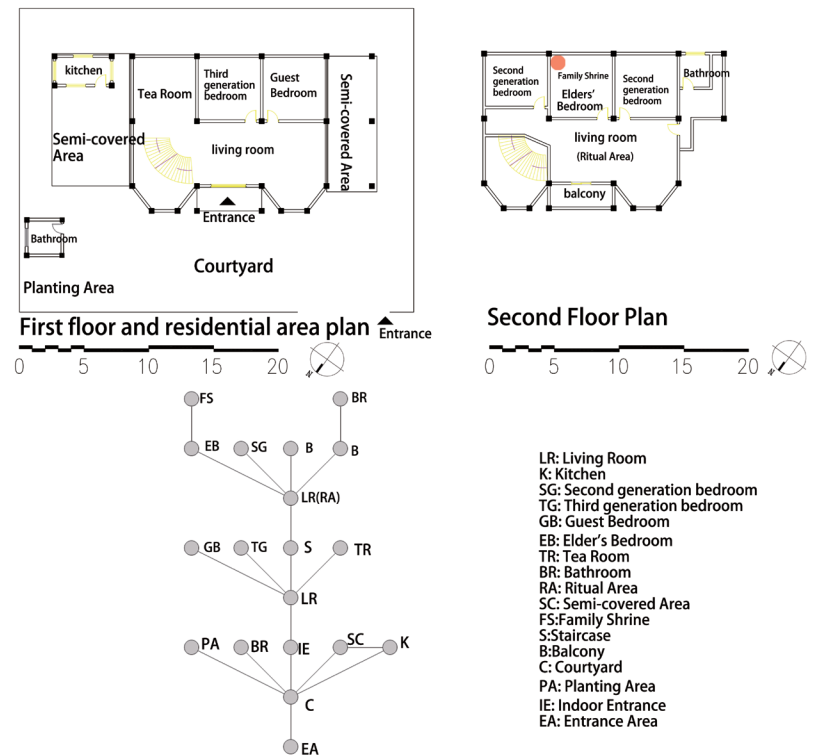 kitchen
Tea Room
Third
generation
bedroom
Guest
Bedroom
Semi-covered
Area
Semi-covered Area
living room
Entrance
Bathroom
Courtyard
Planting Area
First floor and residential area plan
Entrance
0 5 10 15 20
N
Second
generation
bedroom
Family Shrine
Elders'
Bedroom
Second
generation
bedroom
Bathroom
living room
(Ritual Area)
balcony
Second Floor Plan
0 5 10 15 20
N
FS BR
EB SG B B
LR(RA)
GB TG S TR
LR
PA BR IE SC K
C
EA
LR: Living Room
K: Kitchen
SG: Second generation bedroom
TG: Third generation bedroom
GB: Guest Bedroom
EB: Elder's Bedroom
TR: Tea Room
BR: Bathroom
RA: Ritual Area
SC: Semi-covered Area
FS:Family Shrine
S:Staircase
B:Balcony
C: Courtyard
PA: Planting Area
IE: Indoor Entrance
EA: Entrance Area